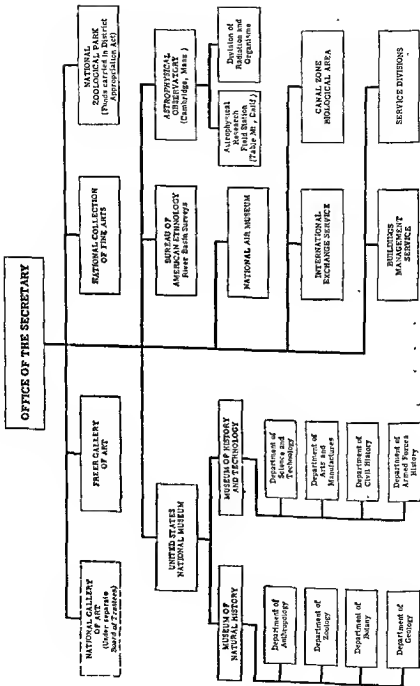 OFFICE OF THE SECRETARY
NATIONAL GALLERY
OF ART
(Under separate
Board of Trustees)
FREER GALLERY
OF ART
NATIONAL COLLECTION
OF FINE ARTS
NATIONAL
ZOOLOGICAL PARK
(Funds carried in District
Appropriation Act)
UNITED STATES
NATIONAL MUSEUM
BUREAU OF
AMERICAN ETHNOLOGY
River Basin Surveys
ASTROPHYSICAL
OBSERVATORY
(Cambridge, Mass )
Astrophysical
Research
Field Station
(Table Mt , Calif)
Division of
Radiation and
Organisms
MUSEUM OF
NATURAL HISTORY
MUSEUM OF HISTORY
AND TECHNOLOGY
NATIONAL AIR MUSEUM
Department of
Anthropology
Department of
Zoology
Department of
Botany
Department of
Geology
Department of
Science and
Technology
Department of
Arts and
Manufactures
Department of
Civil History
Department of
Armed Forces
History
INTERNATIONAL
EXCHANGE SERVICE
CANAL ZONE
BIOLOGICAL AREA
BUILDINGS
MANAGEMENT
SERVICE
SERVICE DIVISIONS